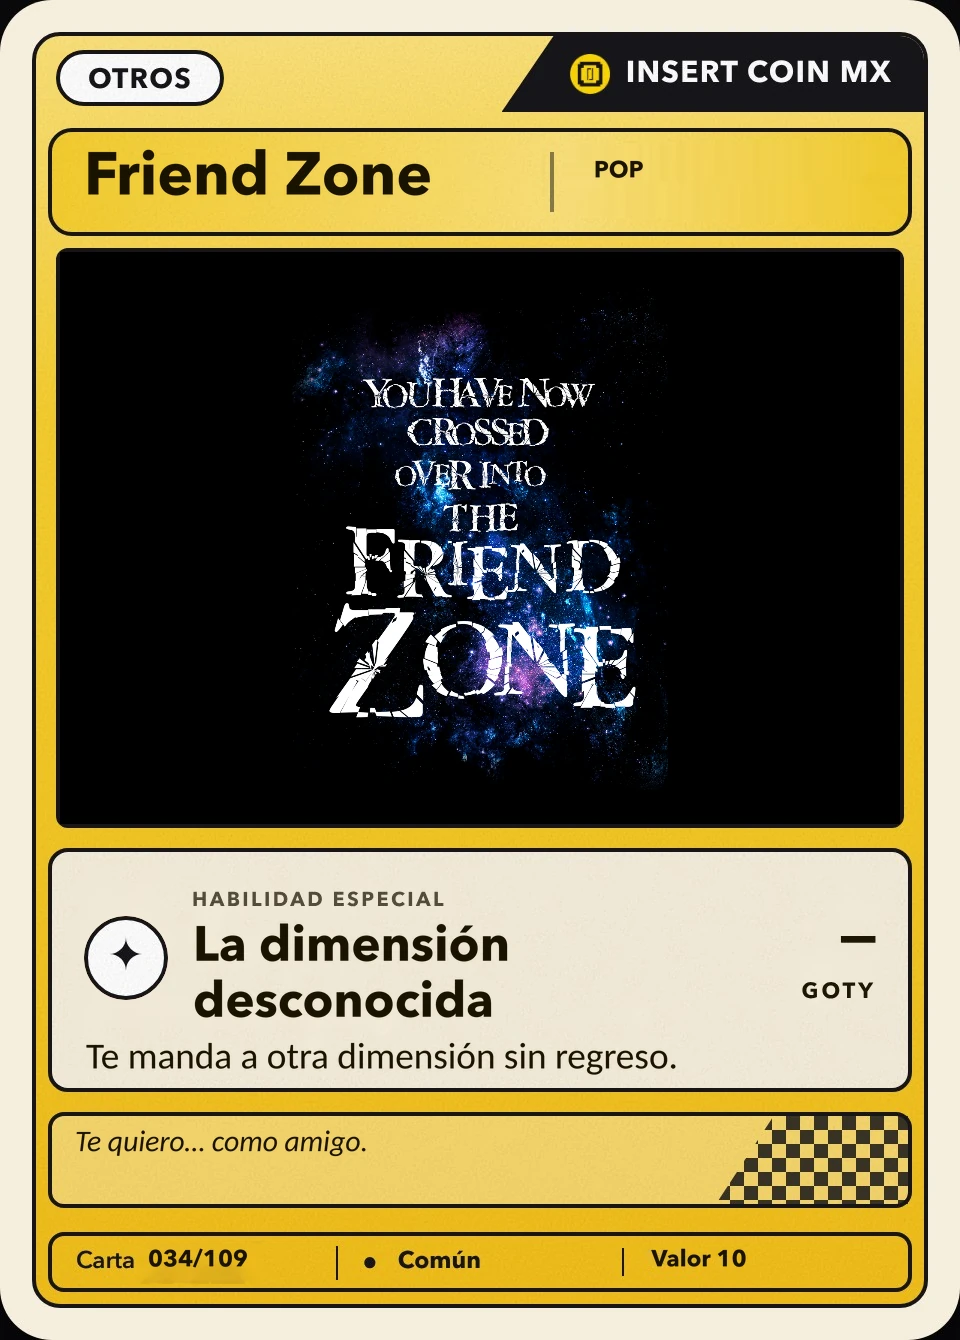 OTROS
INSERT COIN MX
Friend Zone
POP
YOU HAVE NOW
CROSSED
OVER INTO
THE
FRIEND
ZONE
HABILIDAD ESPECIAL
La dimensión
desconocida
—
GOTY
Te manda a otra dimensión sin regreso.
Te quiero... como amigo.
Carta 034/109
• Común
Valor 10